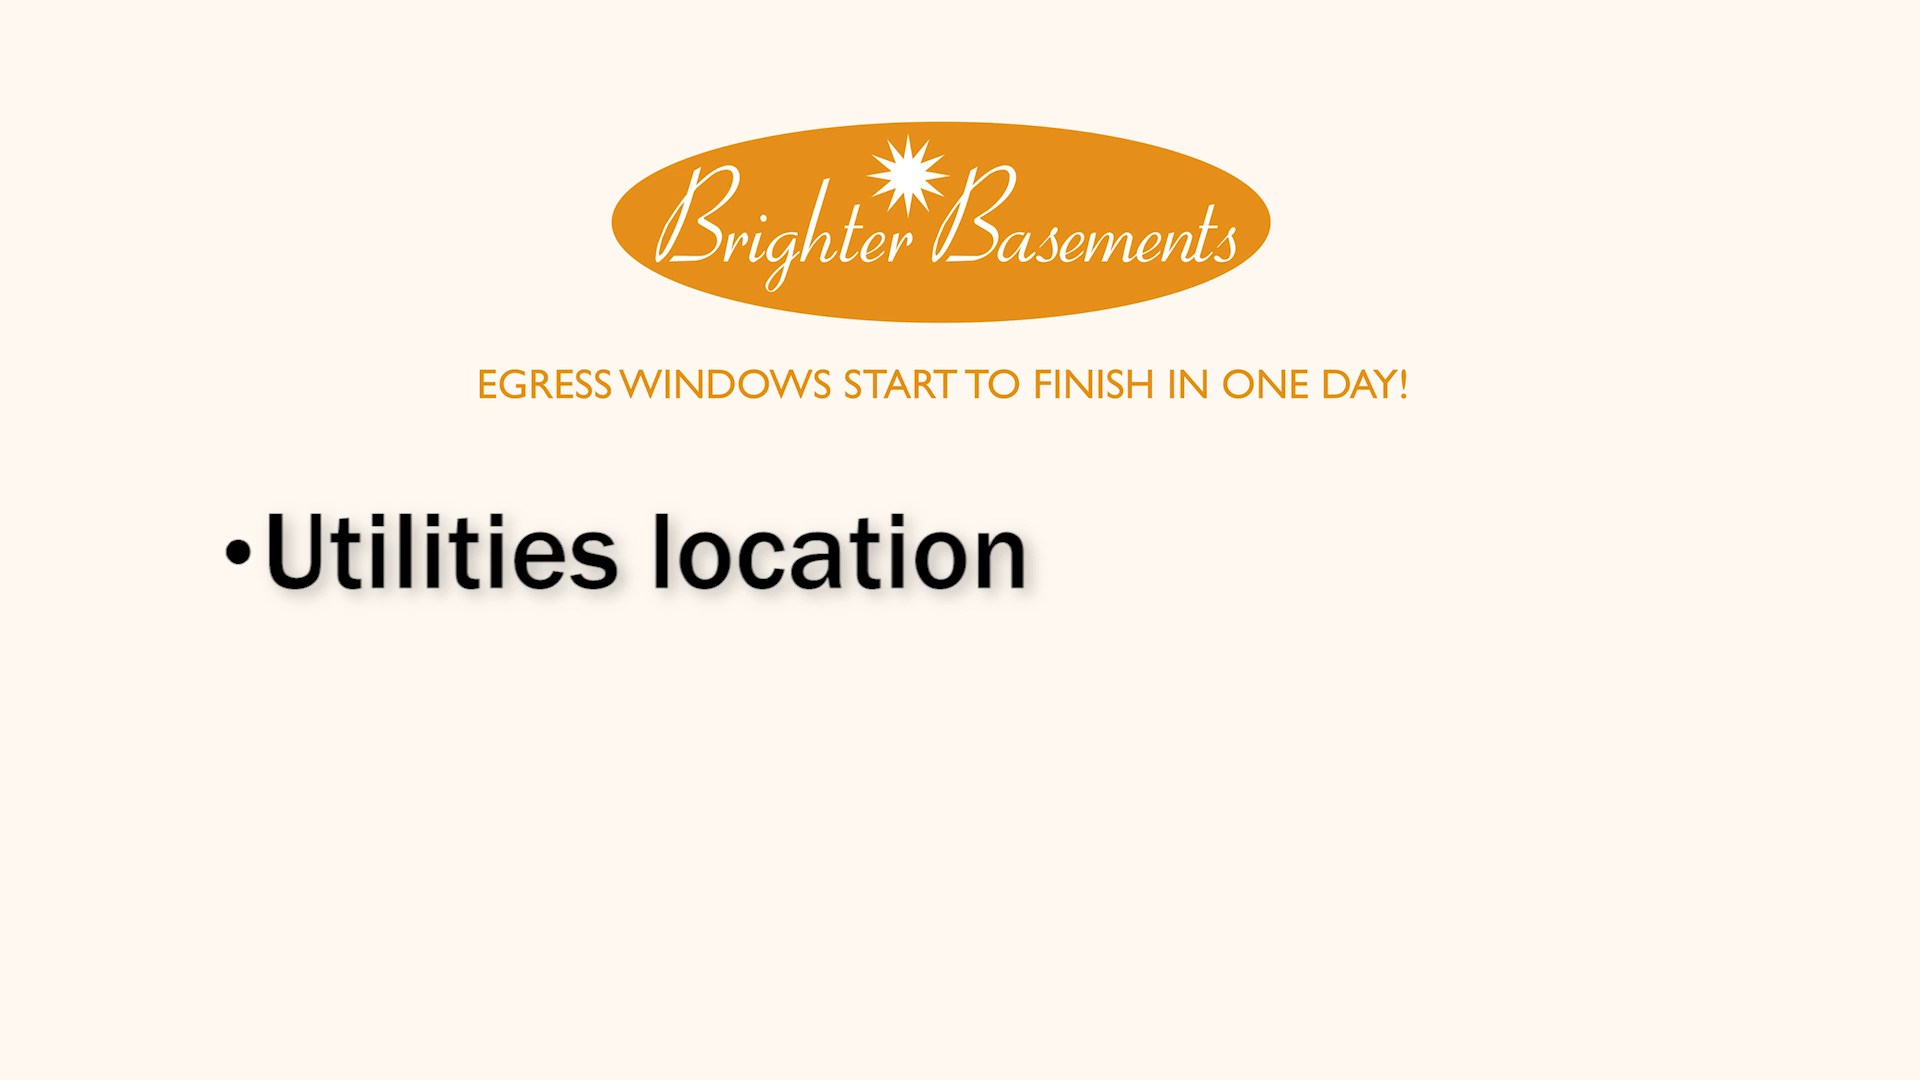 Brighter Basements
EGRESS WINDOWS START TO FINISH IN ONE DAY!
•Utilities location